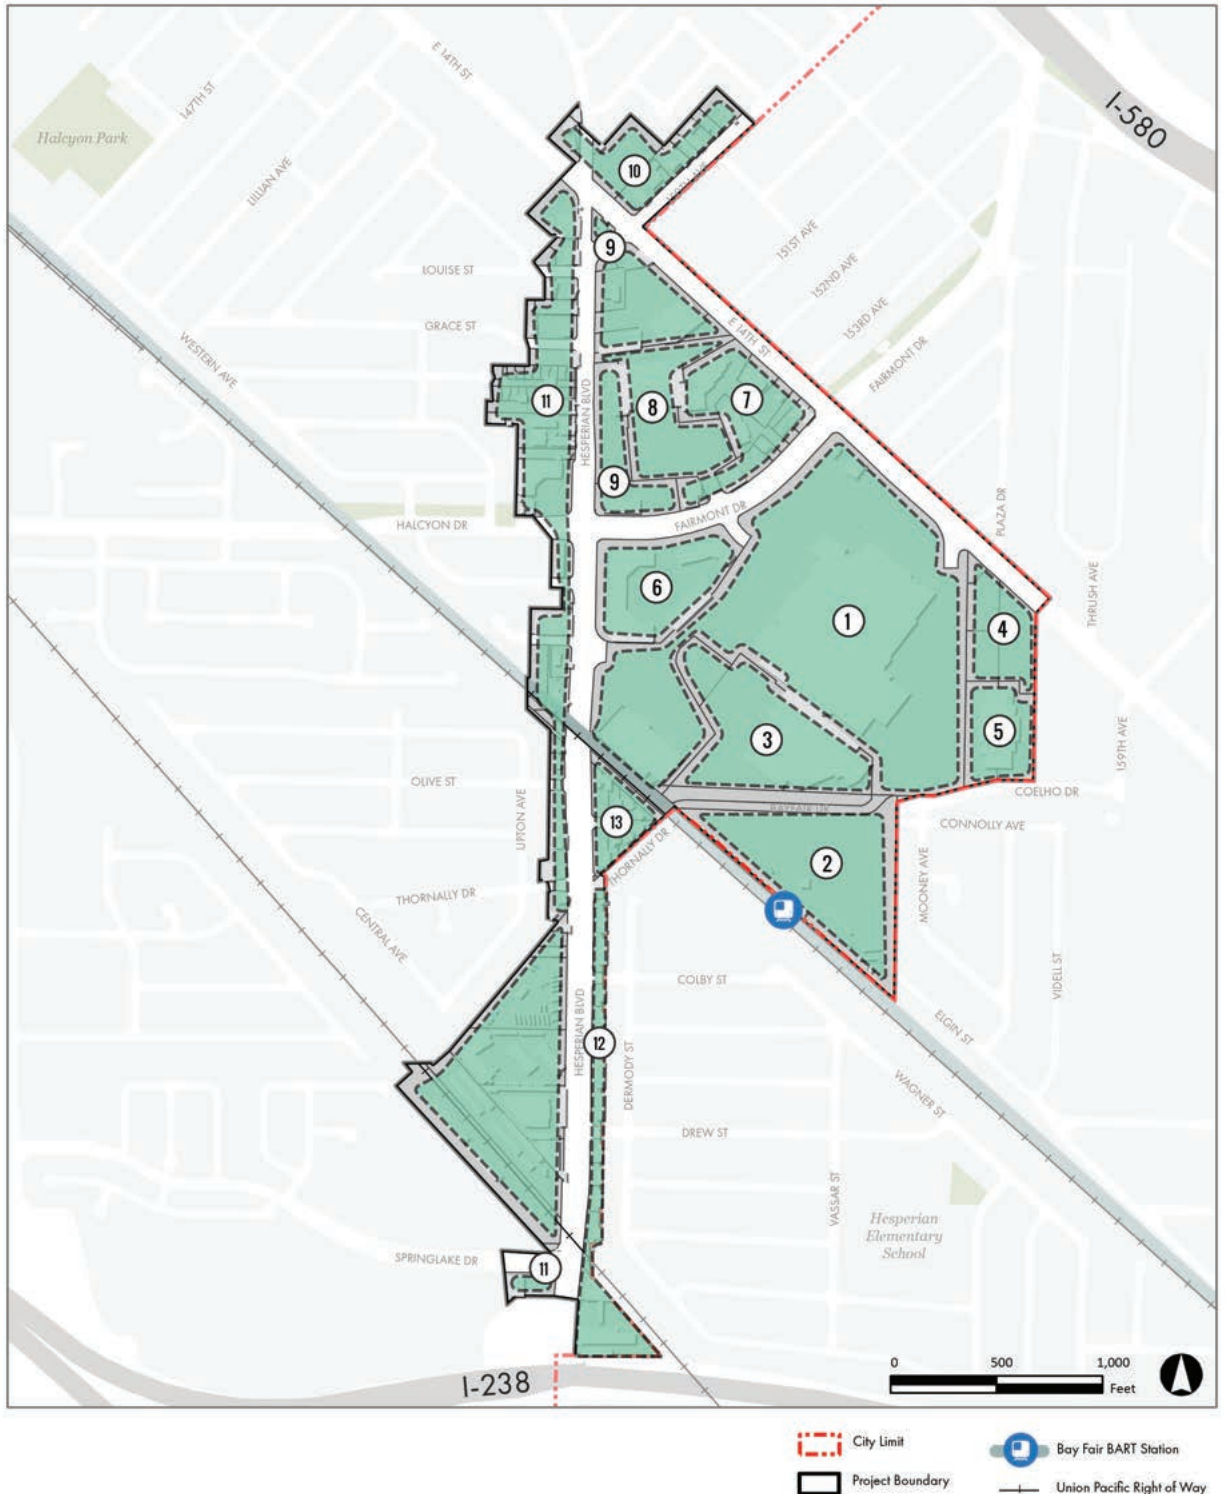 E 14TH ST
I-580
147TH ST
Halcyon Park
LILLIAN AVE
10
9
151ST AVE
LOUISE ST
152ND AVE
153RD AVE
GRACE ST
E 14TH ST
WESTERN AVE
FAIRMONT DR
11
HESPERIAN BLVD
8
7
9
PLAZA DR
HALCYON DR
FAIRMONT DR
6
THRUSH AVE
1
4
3
5
159TH AVE
OLIVE ST
UPTON AVE
COELHO DR
BAYFAIR DR
13
CONNOLLY AVE
THORNALLY DR
2
MOONEY AVE
THORNALLY DR
CENTRAL AVE
COLBY ST
VIDELL ST
HESPERIAN BLVD
12
ELGIN ST
DERMODY ST
WAGNER ST
DREW ST
VASSAR ST
Hesperian
Elementary
School
SPRINGLAKE DR
11
I-238
0 500 1,000
Feet
City Limit
Bay Fair BART Station
Project Boundary
Union Pacific Right of Way